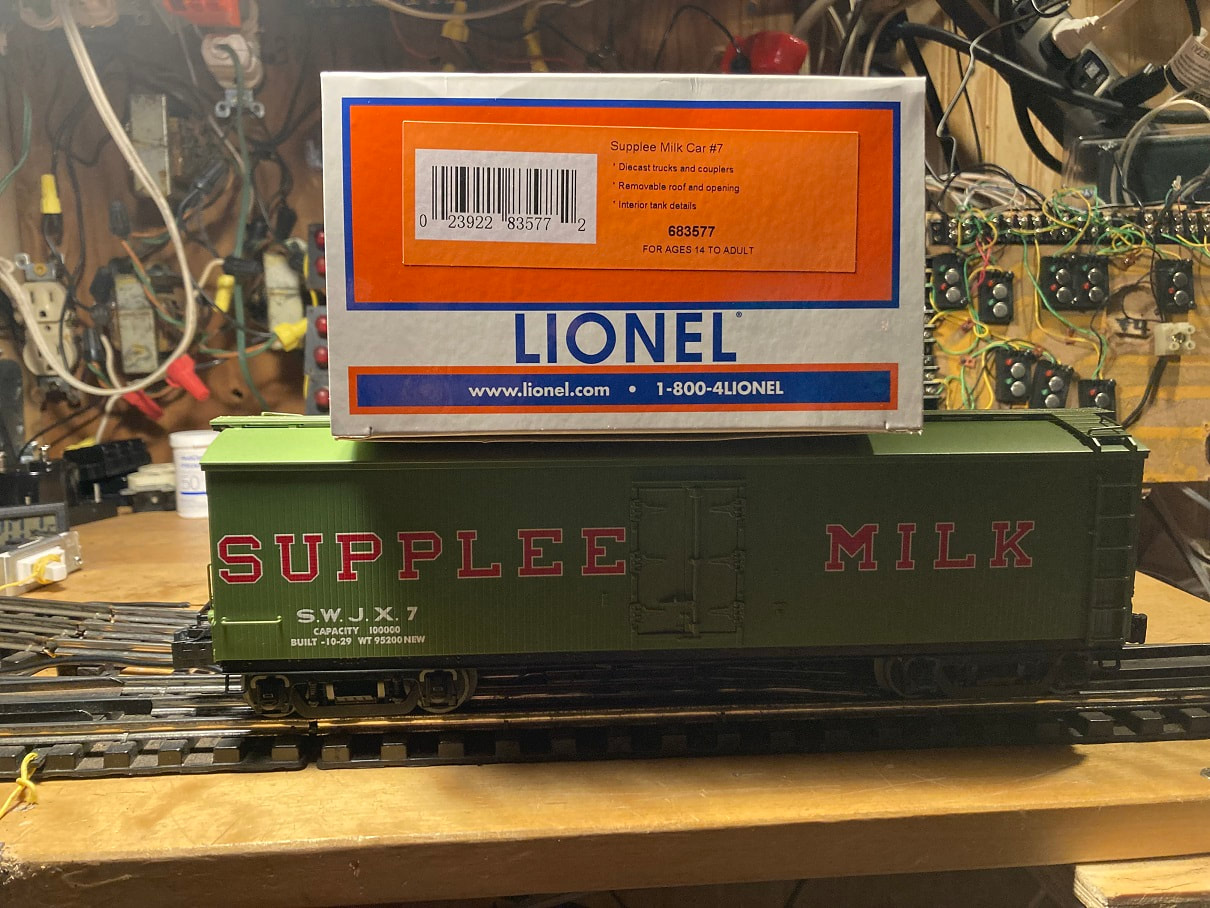 Supplee Milk Car #7
* Diecast trucks and couplers
* Removable roof and opening
* Interior tank details
683577
FOR AGES 14 TO ADULT
0 23922 83577 2
LIONEL®
www.lionel.com • 1-800-4LIONEL
SUPPLEE MILK
S.W.J.X. 7
CAPACITY 100000
BUILT -10-29 WT 95200 NEW
50